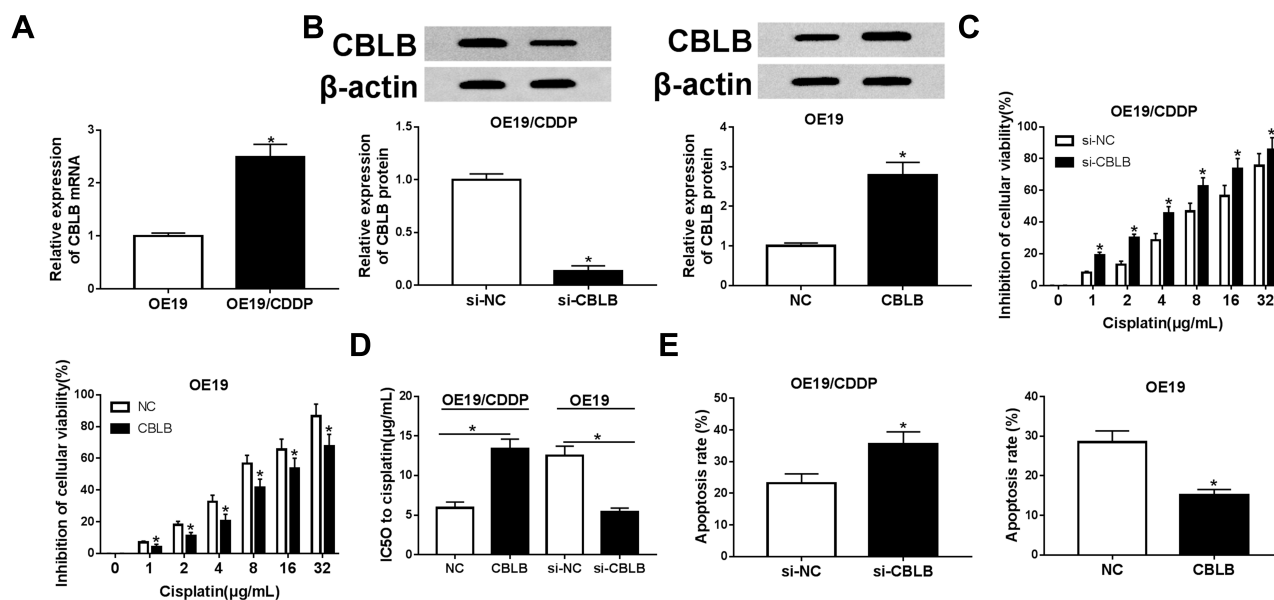 A
Relative expression
of CBLB mRNA
3
2
1
0
*
OE19
OE19/CDDP
B
CBLB
β-actin
OE19/CDDP
Relative expression
of CBLB protein
1.5
1.0
0.5
0.0
*
si-NC
si-CBLB
CBLB
β-actin
OE19
Relative expression
of CBLB protein
4
3
2
1
0
*
NC
CBLB
C
OE19/CDDP
Inhibition of cellular viability(%)
100
80
60
40
20
0
si-NC
si-CBLB
* * * * * *
0 1 2 4 8 16 32
Cisplatin(μg/mL)
OE19
Inhibition of cellular viability(%)
100
80
60
40
20
0
NC
CBLB
* * * * * *
0 1 2 4 8 16 32
Cisplatin(μg/mL)
D
IC5O to cisplatin(μg/mL)
20
15
10
5
0
OE19/CDDP OE19
* *
NC CBLB si-NC si-CBLB
E
OE19/CDDP
Apoptosis rate (%)
50
40
30
20
10
0
*
si-NC
si-CBLB
OE19
Apoptosis rate (%)
40
30
20
10
0
*
NC
CBLB